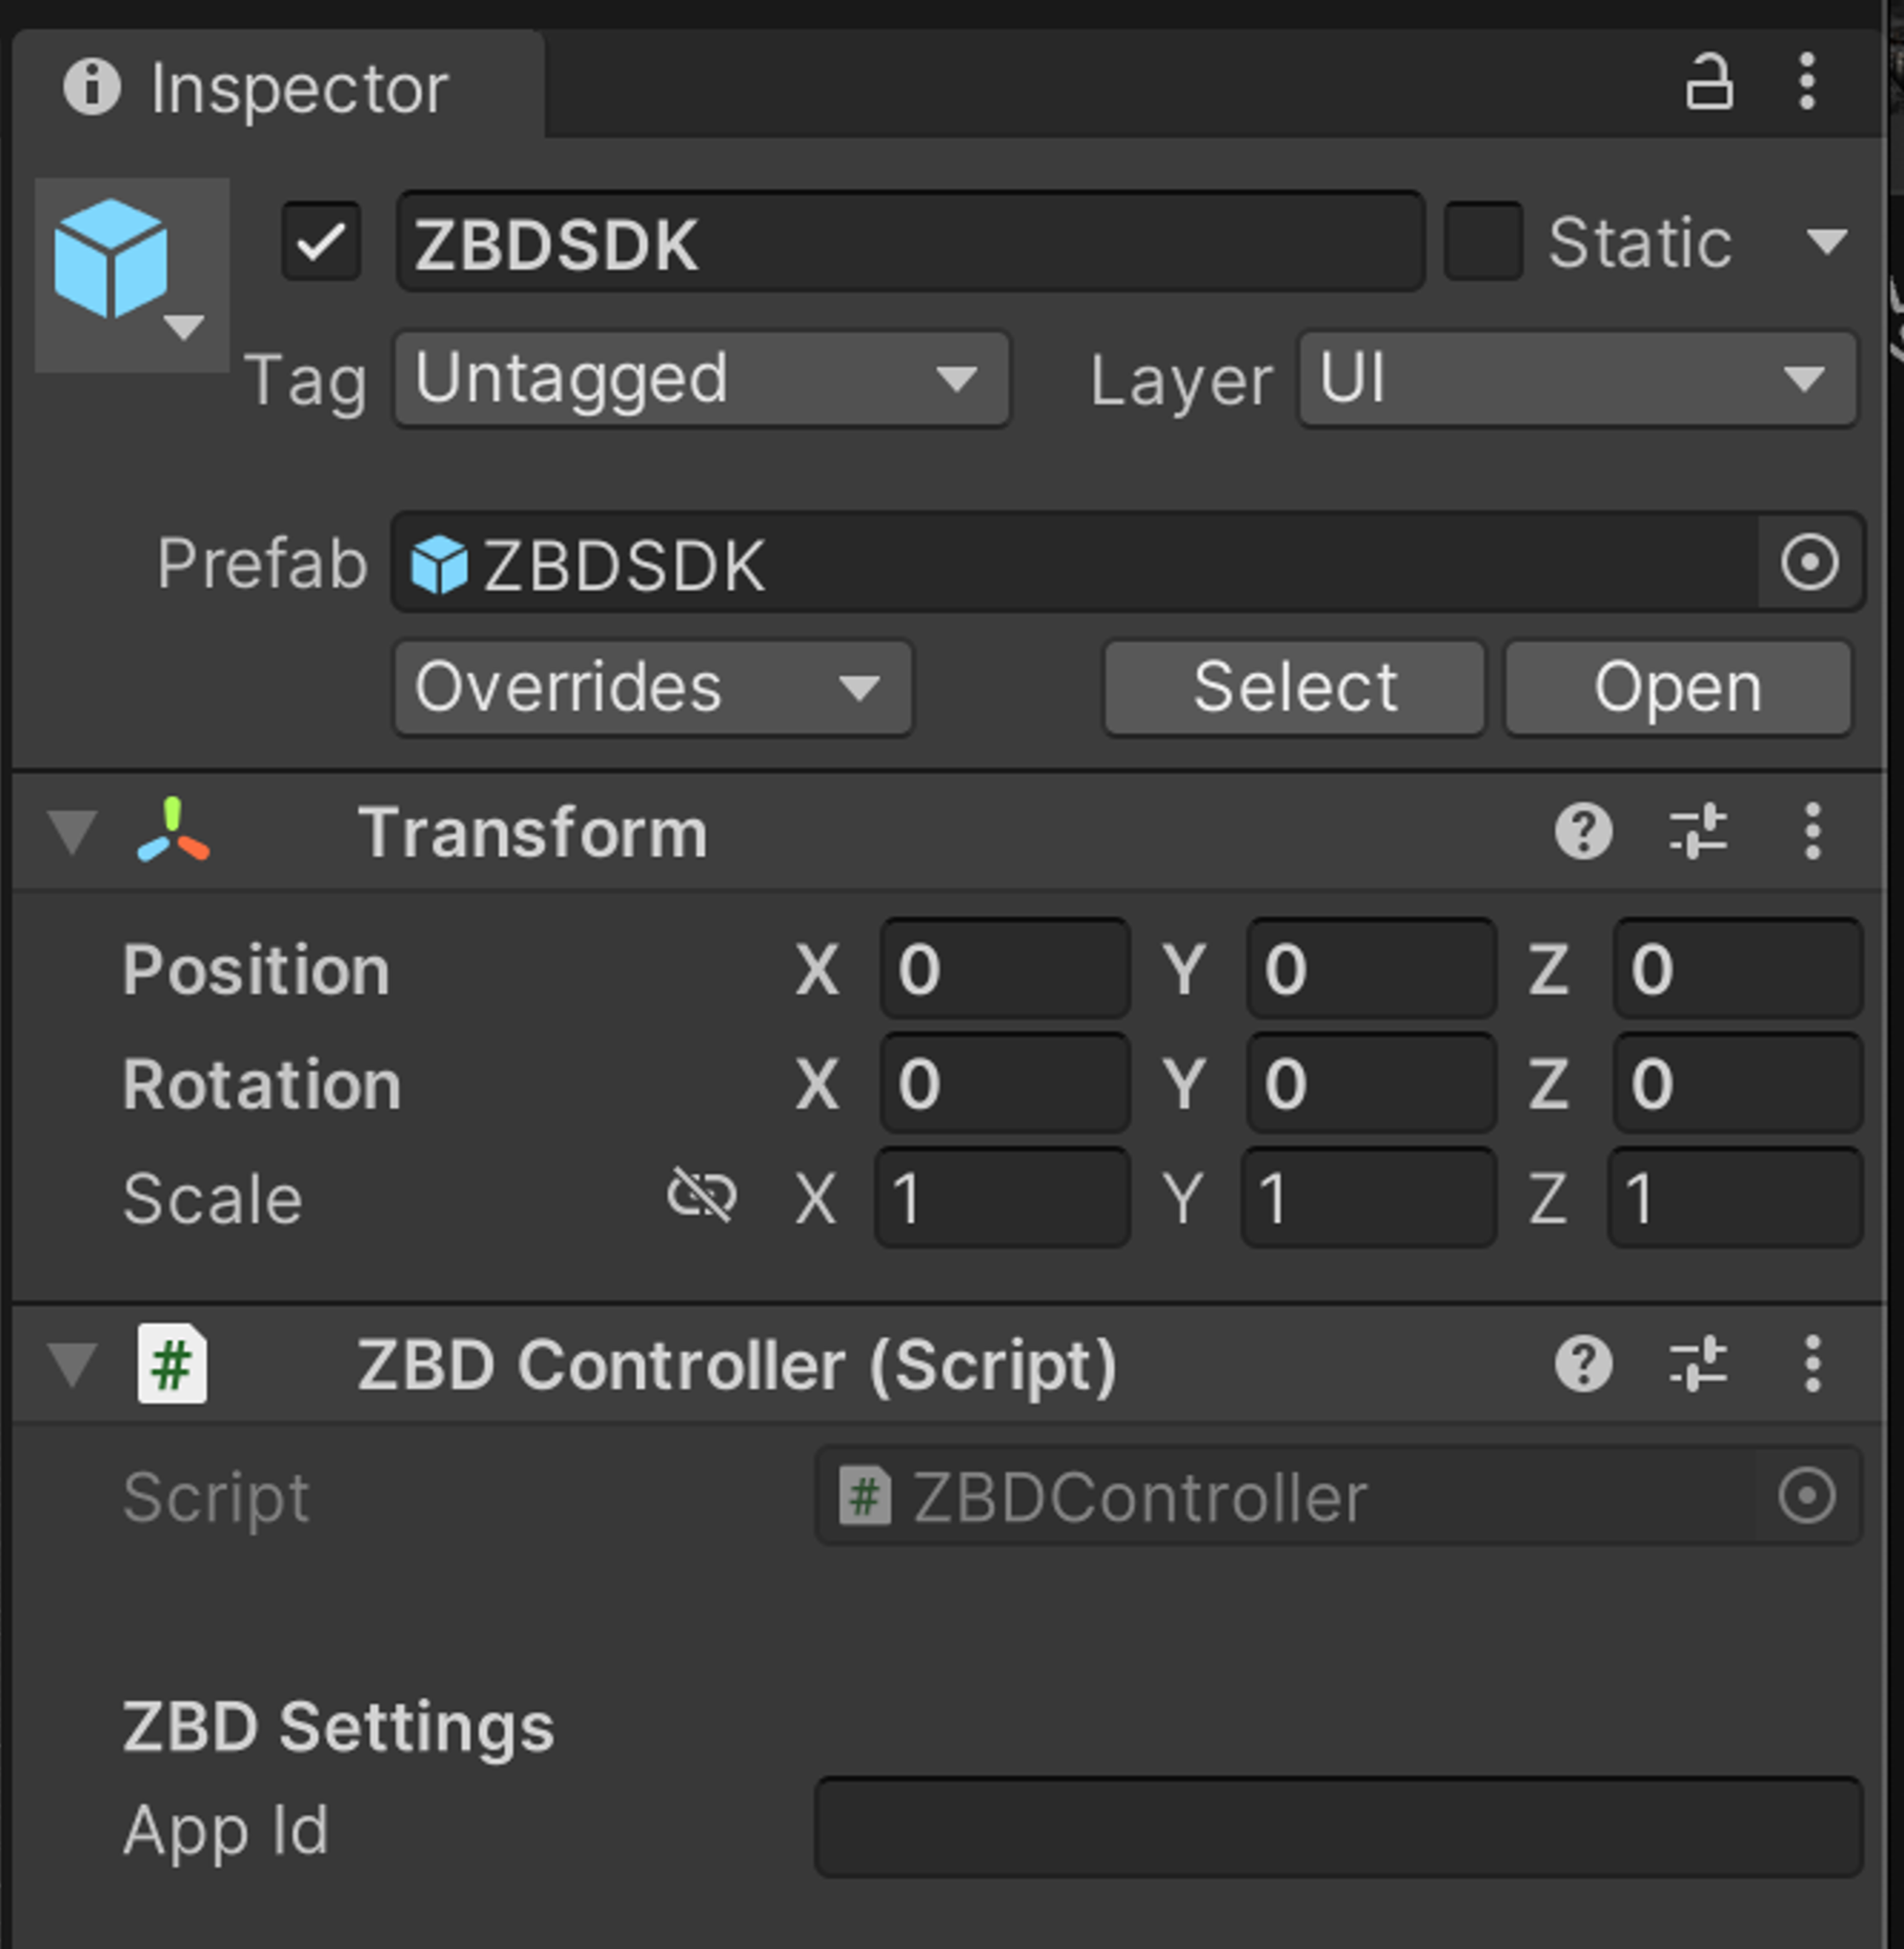 Inspector
ZBDSDK Static
Tag Untagged Layer UI
Prefab ZBDSDK
Overrides Select Open
Transform
Position X 0 Y 0 Z 0
Rotation X 0 Y 0 Z 0
Scale X 1 Y 1 Z 1
# ZBD Controller (Script)
Script # ZBDController
ZBD Settings
App Id